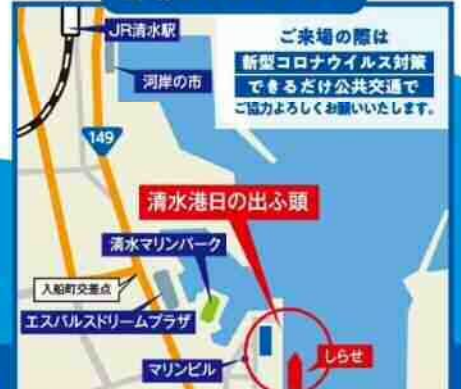 JR清水駅
ご来場の際は
新型コロナウイルス対策
できるだけ公共交通で
ご協力よろしくお願いいたします。
河岸の市
149
清水港日の出ふ頭
清水マリンパーク
入船町交差点
エスパルスドリームプラザ
マリンビル
しらせ